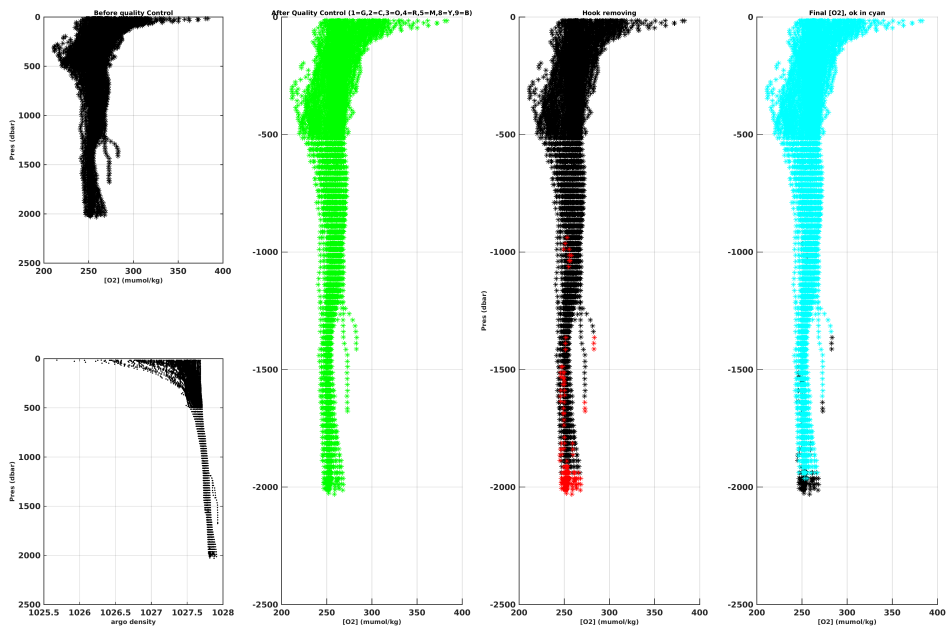 Before quality Control
0
500
1000
1500
2000
2500
Pres (dbar)
200 250 300 350 400
[O2] (mumol/kg)
0
500
1000
1500
2000
2500
Pres (dbar)
1025.5 1026 1026.5 1027 1027.5 1028
argo density
After Quality Control (1=G,2=C,3=O,4=R,5=M,8=Y,9=B)
0
-500
-1000
-1500
-2000
-2500
200 250 300 350 400
[O2] (mumol/kg)
Hook removing
0
-500
-1000
-1500
-2000
-2500
Pres (dbar)
200 250 300 350 400
[O2] (mumol/kg)
Final [O2], ok in cyan
0
-500
-1000
-1500
-2000
-2500
200 250 300 350 400
[O2] (mumol/kg)